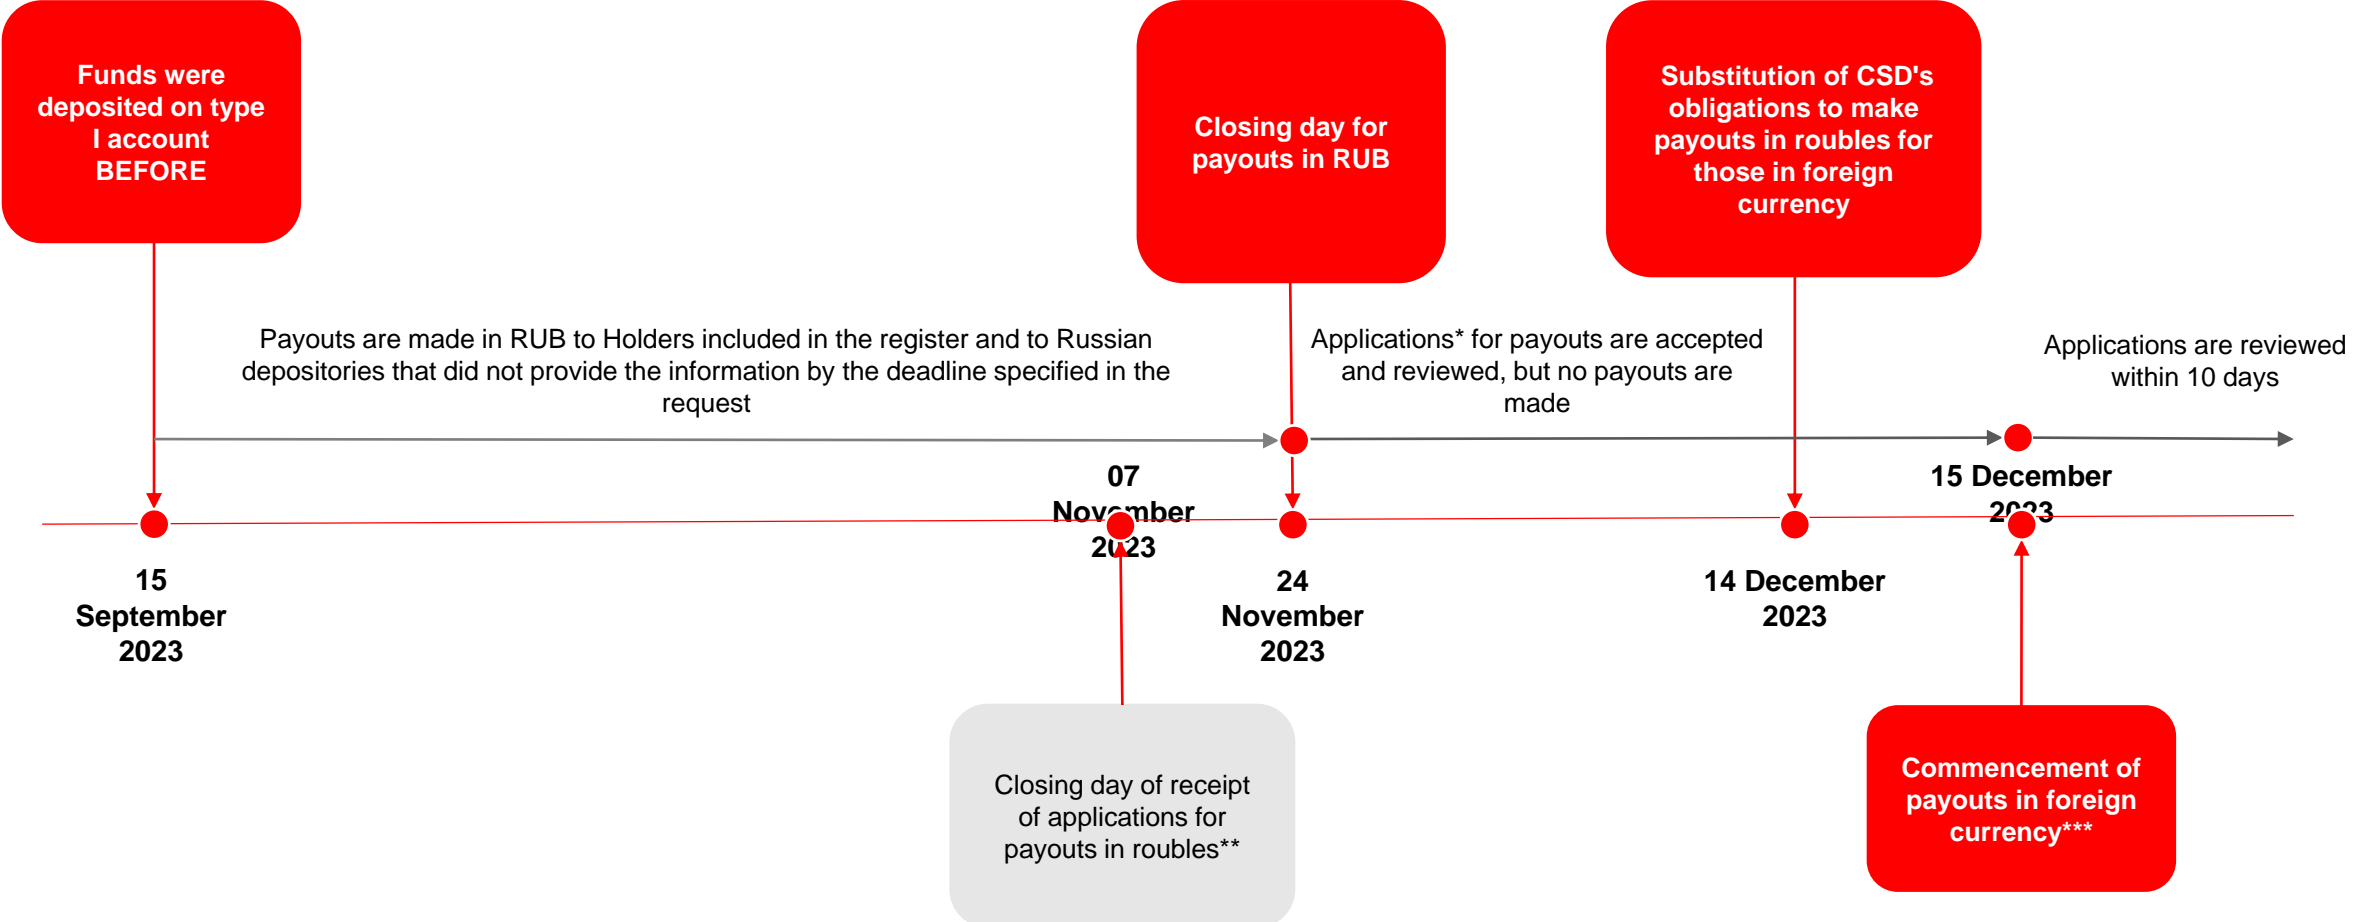 Funds were
deposited on type
I account
BEFORE
Closing day for
payouts in RUB
Substitution of CSD's
obligations to make
payouts in roubles for
those in foreign
currency
Payouts are made in RUB to Holders included in the register and to Russian
depositories that did not provide the information by the deadline specified in the
request
Applications* for payouts are accepted
and reviewed, but no payouts are
made
Applications are reviewed
within 10 days
07
November
2023
15 December
2023
15
September
2023
24
November
2023
14 December
2023
Closing day of receipt
of applications for
payouts in roubles**
Commencement of
payouts in foreign
currency***